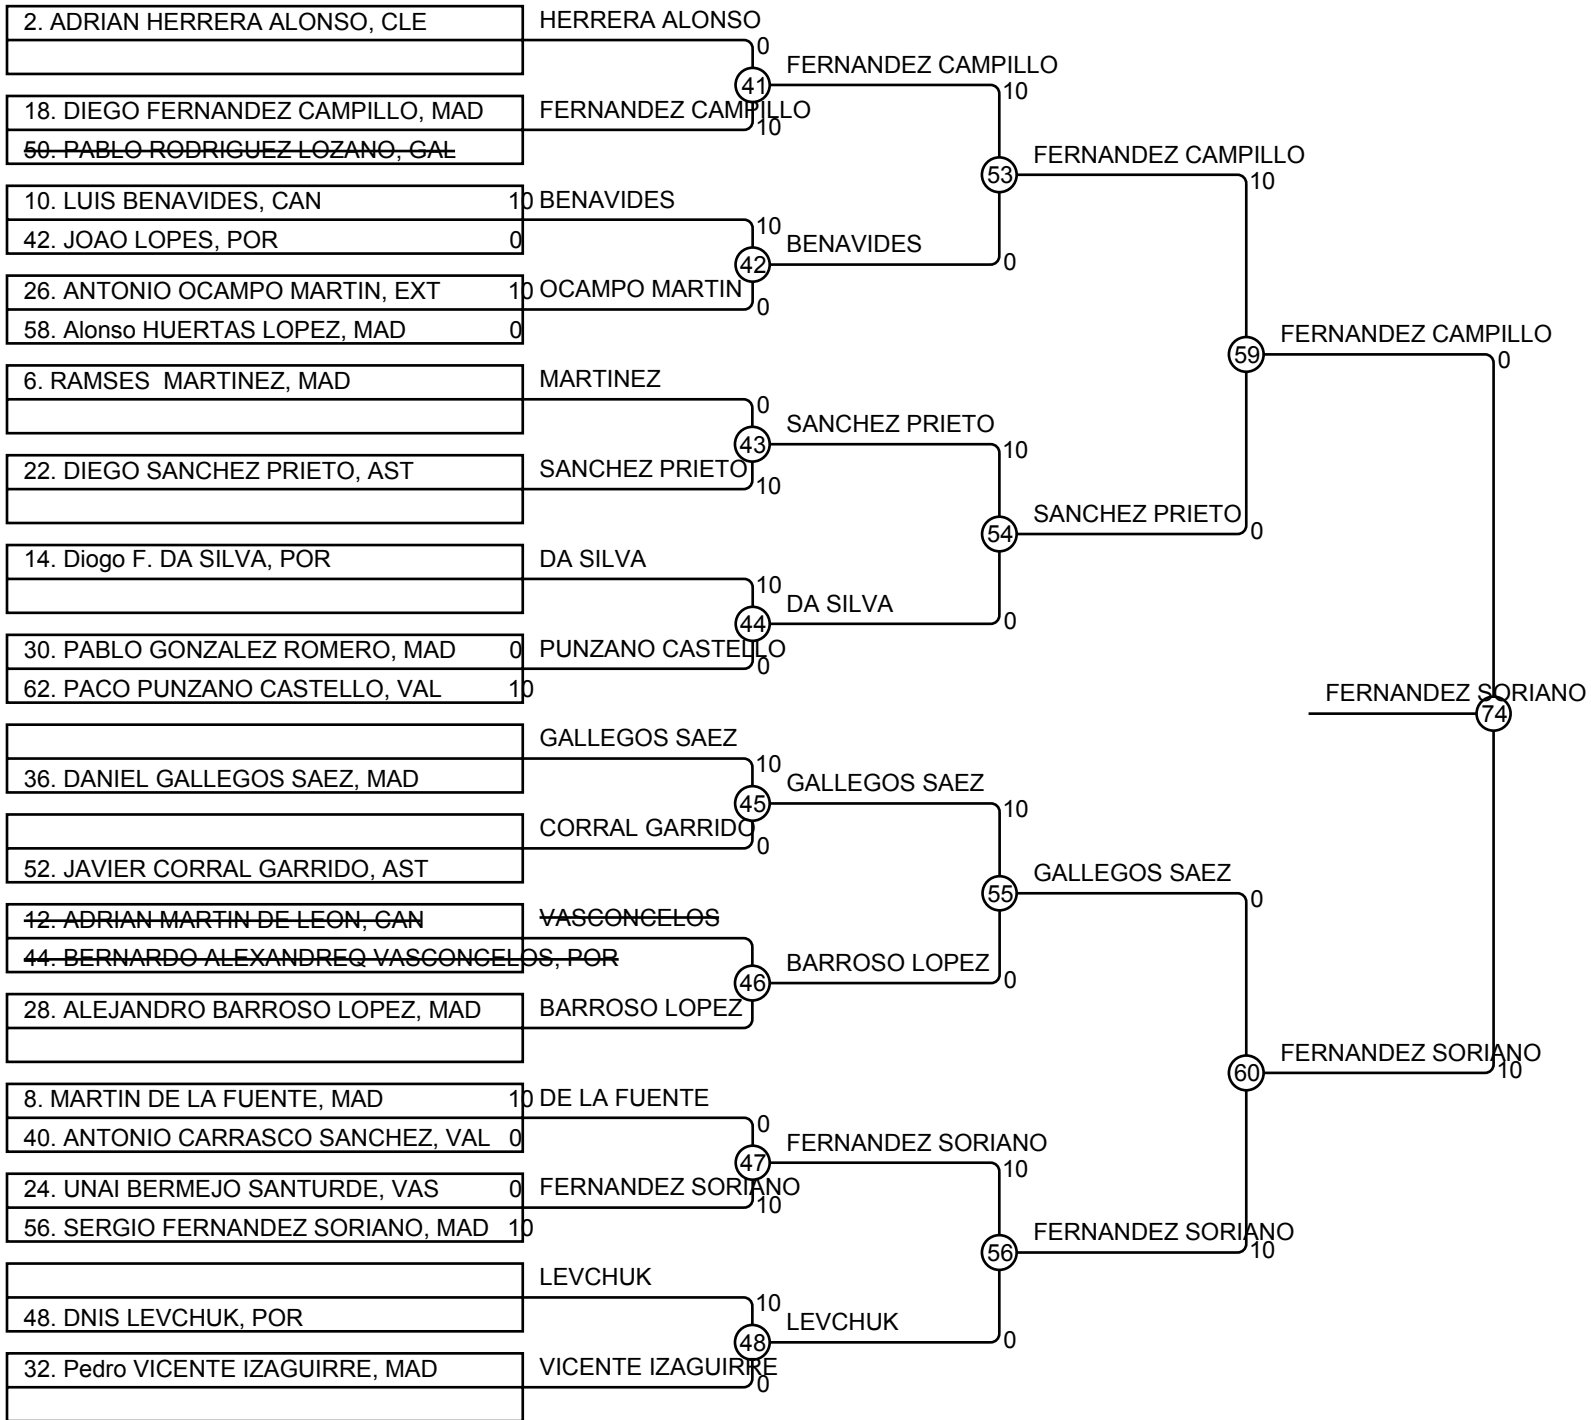 2. ADRIAN HERRERA ALONSO, CLE
HERRERA ALONSO
0
41
FERNANDEZ CAMPILLO
10
18. DIEGO FERNANDEZ CAMPILLO, MAD
FERNANDEZ CAMPILLO
10
50. PABLO RODRIGUEZ LOZANO, GAL
53
FERNANDEZ CAMPILLO
10
10. LUIS BENAVIDES, CAN 10
BENAVIDES
10
42. JOAO LOPES, POR 0
42
BENAVIDES
0
26. ANTONIO OCAMPO MARTIN, EXT 10
OCAMPO MARTIN
0
58. Alonso HUERTAS LOPEZ, MAD 0
59
FERNANDEZ CAMPILLO
0
6. RAMSES  MARTINEZ, MAD
MARTINEZ
0
43
SANCHEZ PRIETO
10
22. DIEGO SANCHEZ PRIETO, AST
SANCHEZ PRIETO
10
54
SANCHEZ PRIETO
0
14. Diogo F. DA SILVA, POR
DA SILVA
10
44
DA SILVA
0
30. PABLO GONZALEZ ROMERO, MAD 0
PUNZANO CASTELLO
0
62. PACO PUNZANO CASTELLO, VAL 10
FERNANDEZ SORIANO
74
GALLEGOS SAEZ
10
36. DANIEL GALLEGOS SAEZ, MAD
45
GALLEGOS SAEZ
10
CORRAL GARRIDO
0
52. JAVIER CORRAL GARRIDO, AST
55
GALLEGOS SAEZ
0
12. ADRIAN MARTIN DE LEON, CAN
VASCONCELOS
44. BERNARDO ALEXANDREQ VASCONCELOS, POR
46
BARROSO LOPEZ
0
28. ALEJANDRO BARROSO LOPEZ, MAD
BARROSO LOPEZ
60
FERNANDEZ SORIANO
10
8. MARTIN DE LA FUENTE, MAD 10
DE LA FUENTE
0
40. ANTONIO CARRASCO SANCHEZ, VAL 0
47
FERNANDEZ SORIANO
10
24. UNAI BERMEJO SANTURDE, VAS 0
FERNANDEZ SORIANO
10
56. SERGIO FERNANDEZ SORIANO, MAD 10
56
FERNANDEZ SORIANO
10
LEVCHUK
10
48. DNIS LEVCHUK, POR
48
LEVCHUK
0
32. Pedro VICENTE IZAGUIRRE, MAD
VICENTE IZAGUIRRE
0